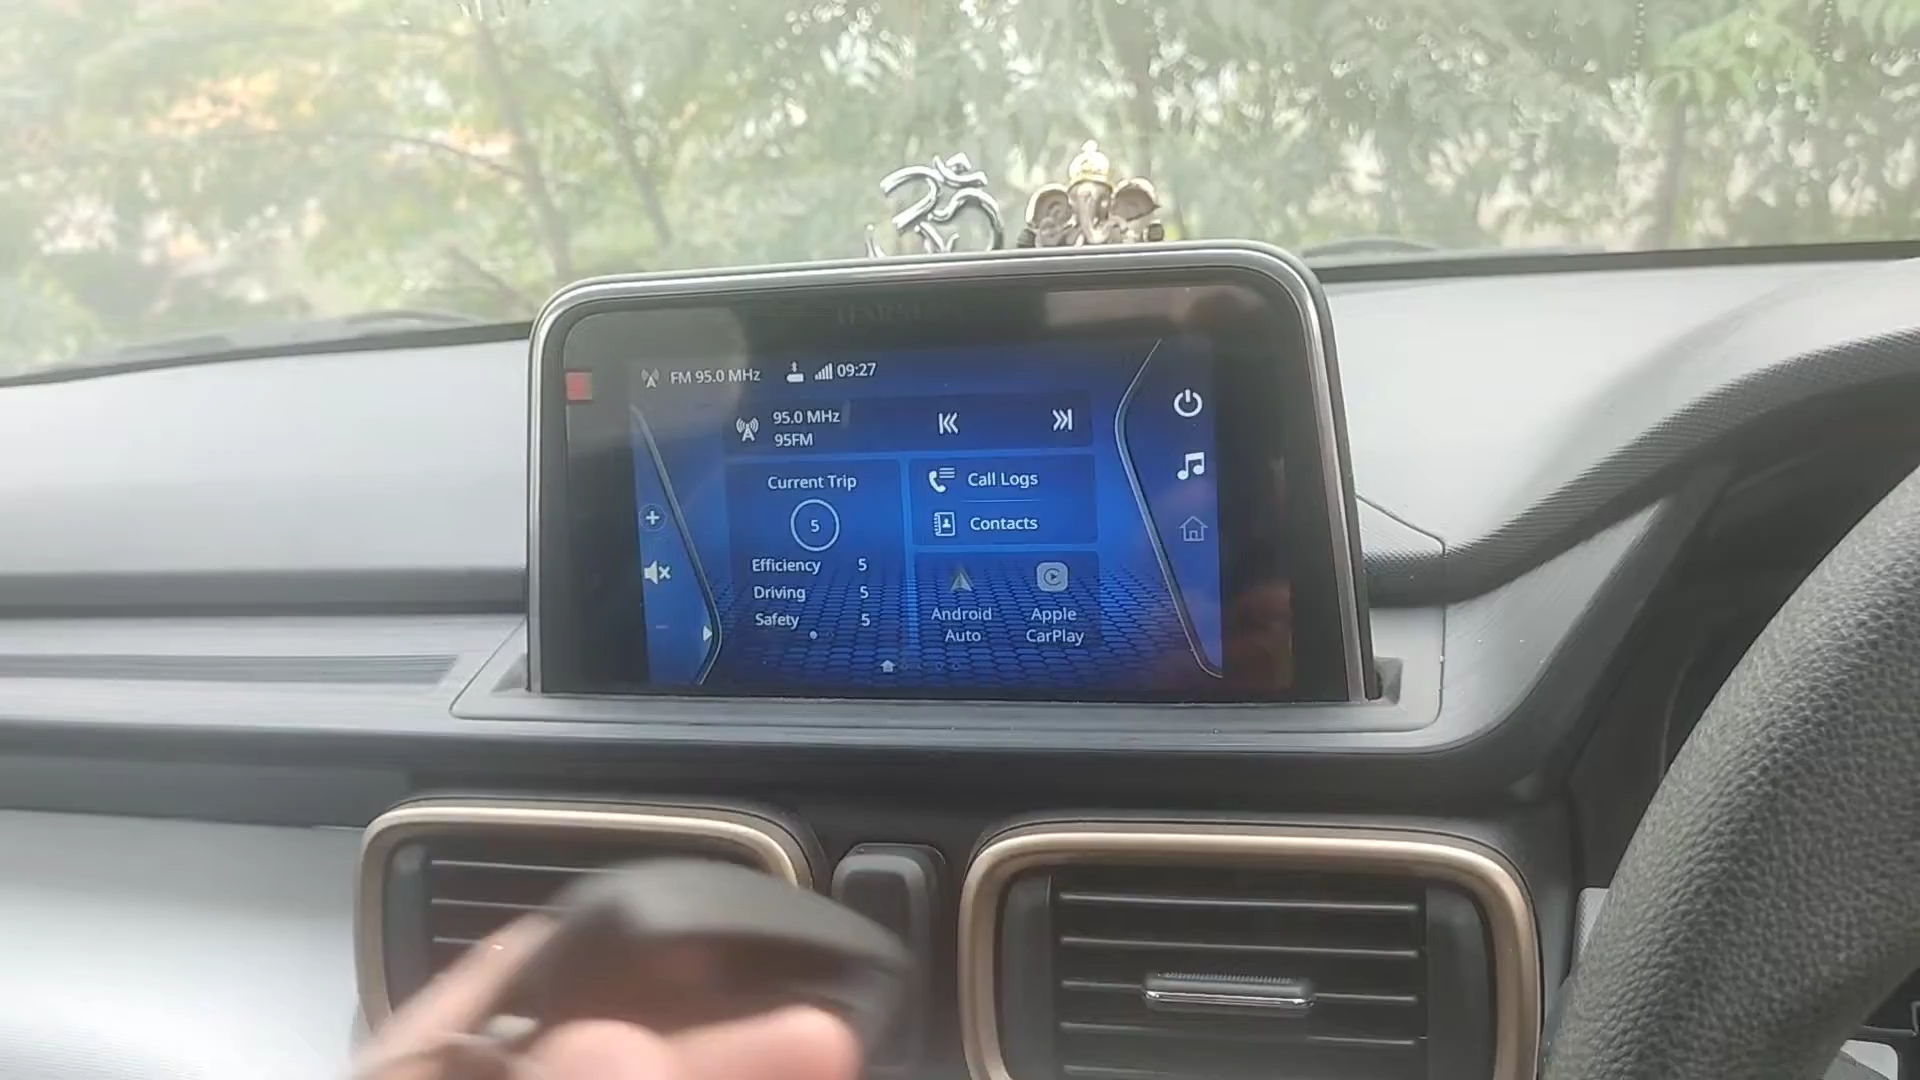 FM 95.0 MHz 09:27
95.0 MHz
95FM
Current Trip
5
Efficiency 5
Driving 5
Safety 5
Call Logs
Contacts
Android
Auto
Apple
CarPlay
ॐ